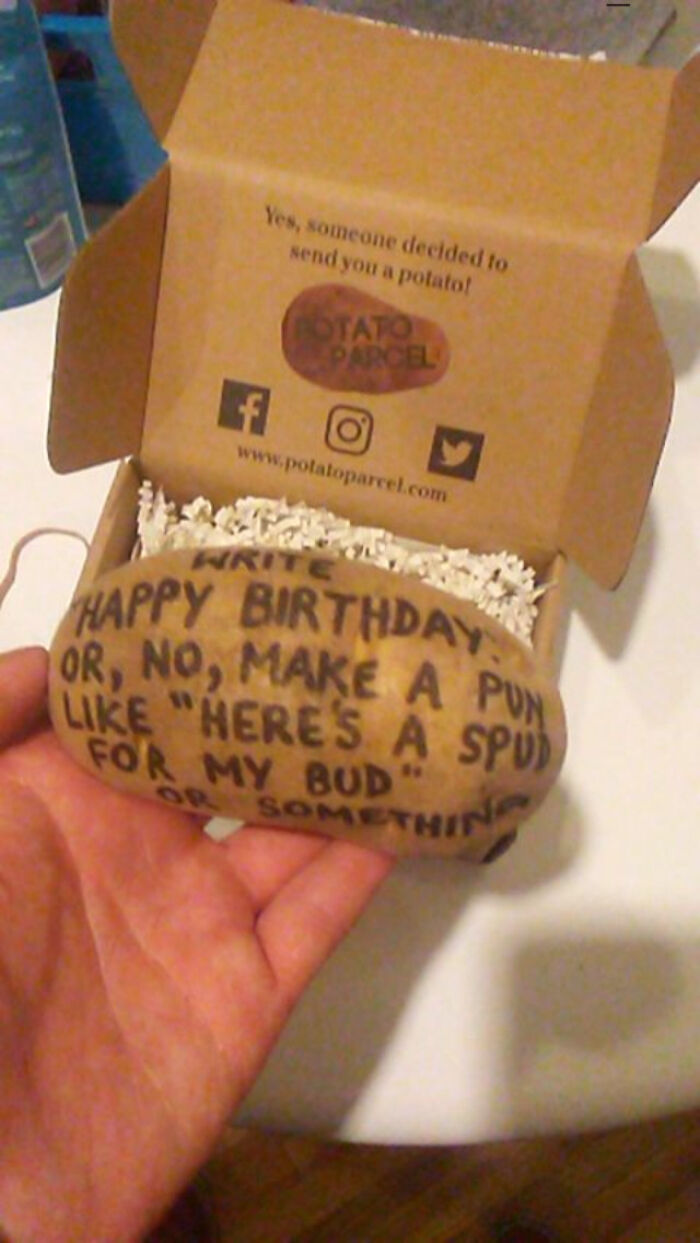 Yes, someone decided to
send you a potato!
POTATO
PARCEL
www.potatoparcel.com
WRITE
"HAPPY BIRTHDAY".
OR, NO, MAKE A PUN
LIKE "HERE'S A SPUD
FOR MY BUD"
OR SOMETHING